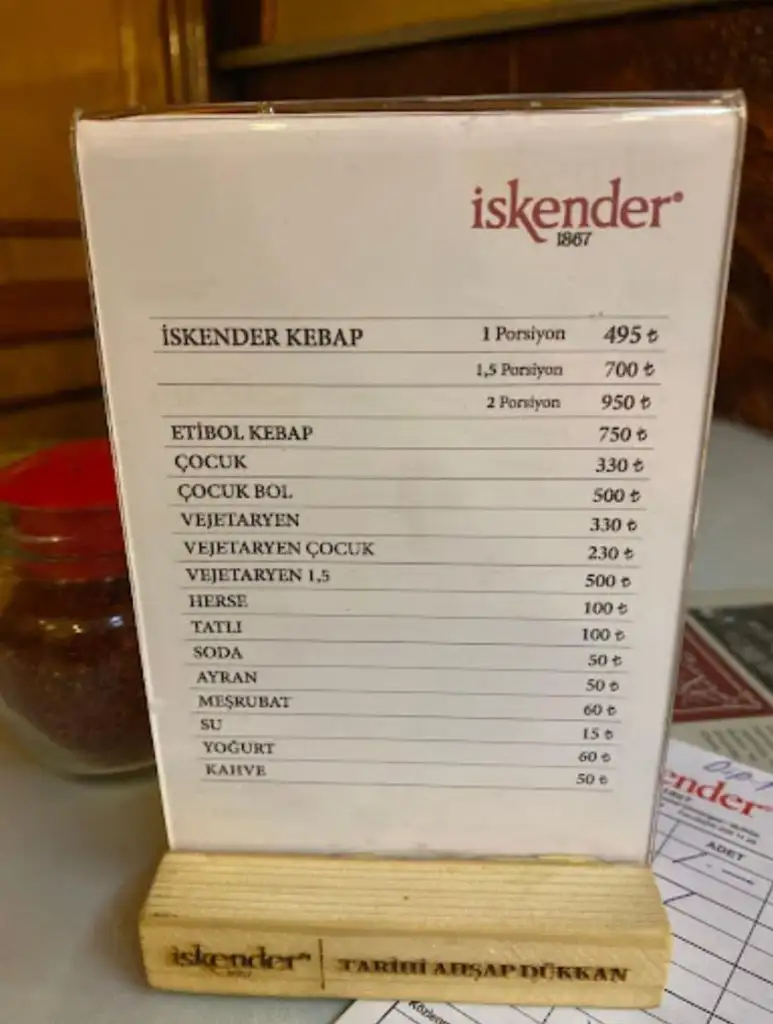 iskender
1867
İSKENDER KEBAP 1 Porsiyon 495 ₺
1,5 Porsiyon 700 ₺
2 Porsiyon 950 ₺
ETİBOL KEBAP 750 ₺
ÇOCUK 330 ₺
ÇOCUK BOL 500 ₺
VEJETARYEN 330 ₺
VEJETARYEN ÇOCUK 230 ₺
VEJETARYEN 1,5 500 ₺
HERSE 100 ₺
TATLI 100 ₺
SODA 50 ₺
AYRAN 50 ₺
MEŞRUBAT 60 ₺
SU 15 ₺
YOĞURT 60 ₺
KAHVE 50 ₺
iskender | TARİHİ AHŞAP DÜKKAN
ender
1867
ADET